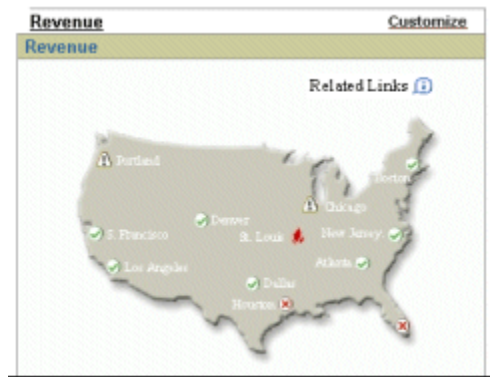 Revenue Customize
Revenue
Related Links
Portland
Boston
Chicago
Denver
S. Francisco
St. Louis
New Jersey
Los Angeles
Atlanta
Dallas
Houston